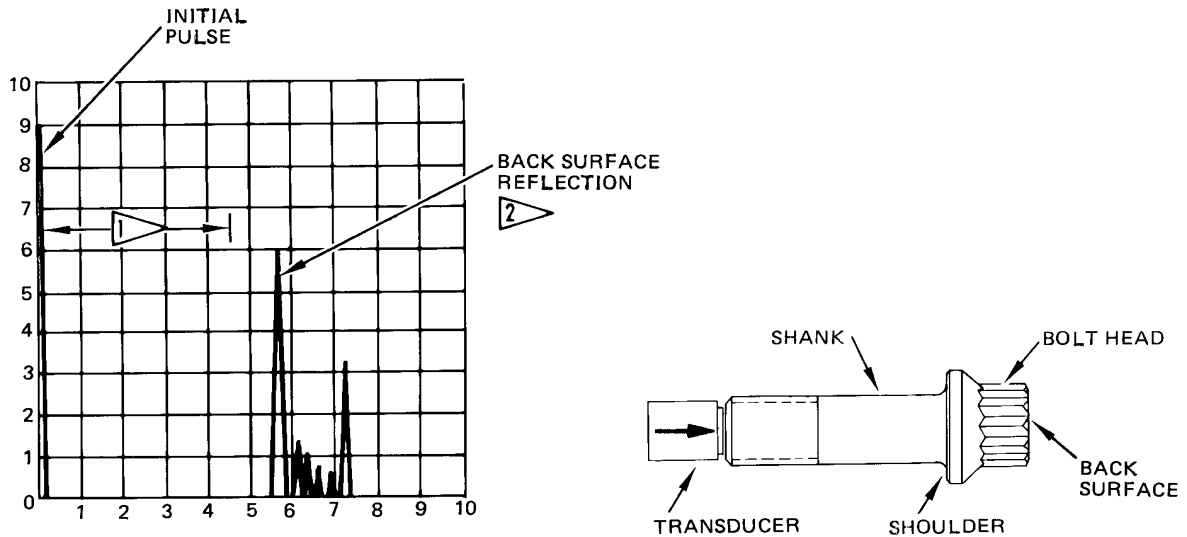 INITIAL
PULSE
10
9
8
7
6
5
4
3
2
1
0
1 2 3 4 5 6 7 8 9 10
1
BACK SURFACE
REFLECTION
2
SHANK
BOLT HEAD
BACK
SURFACE
TRANSDUCER
SHOULDER